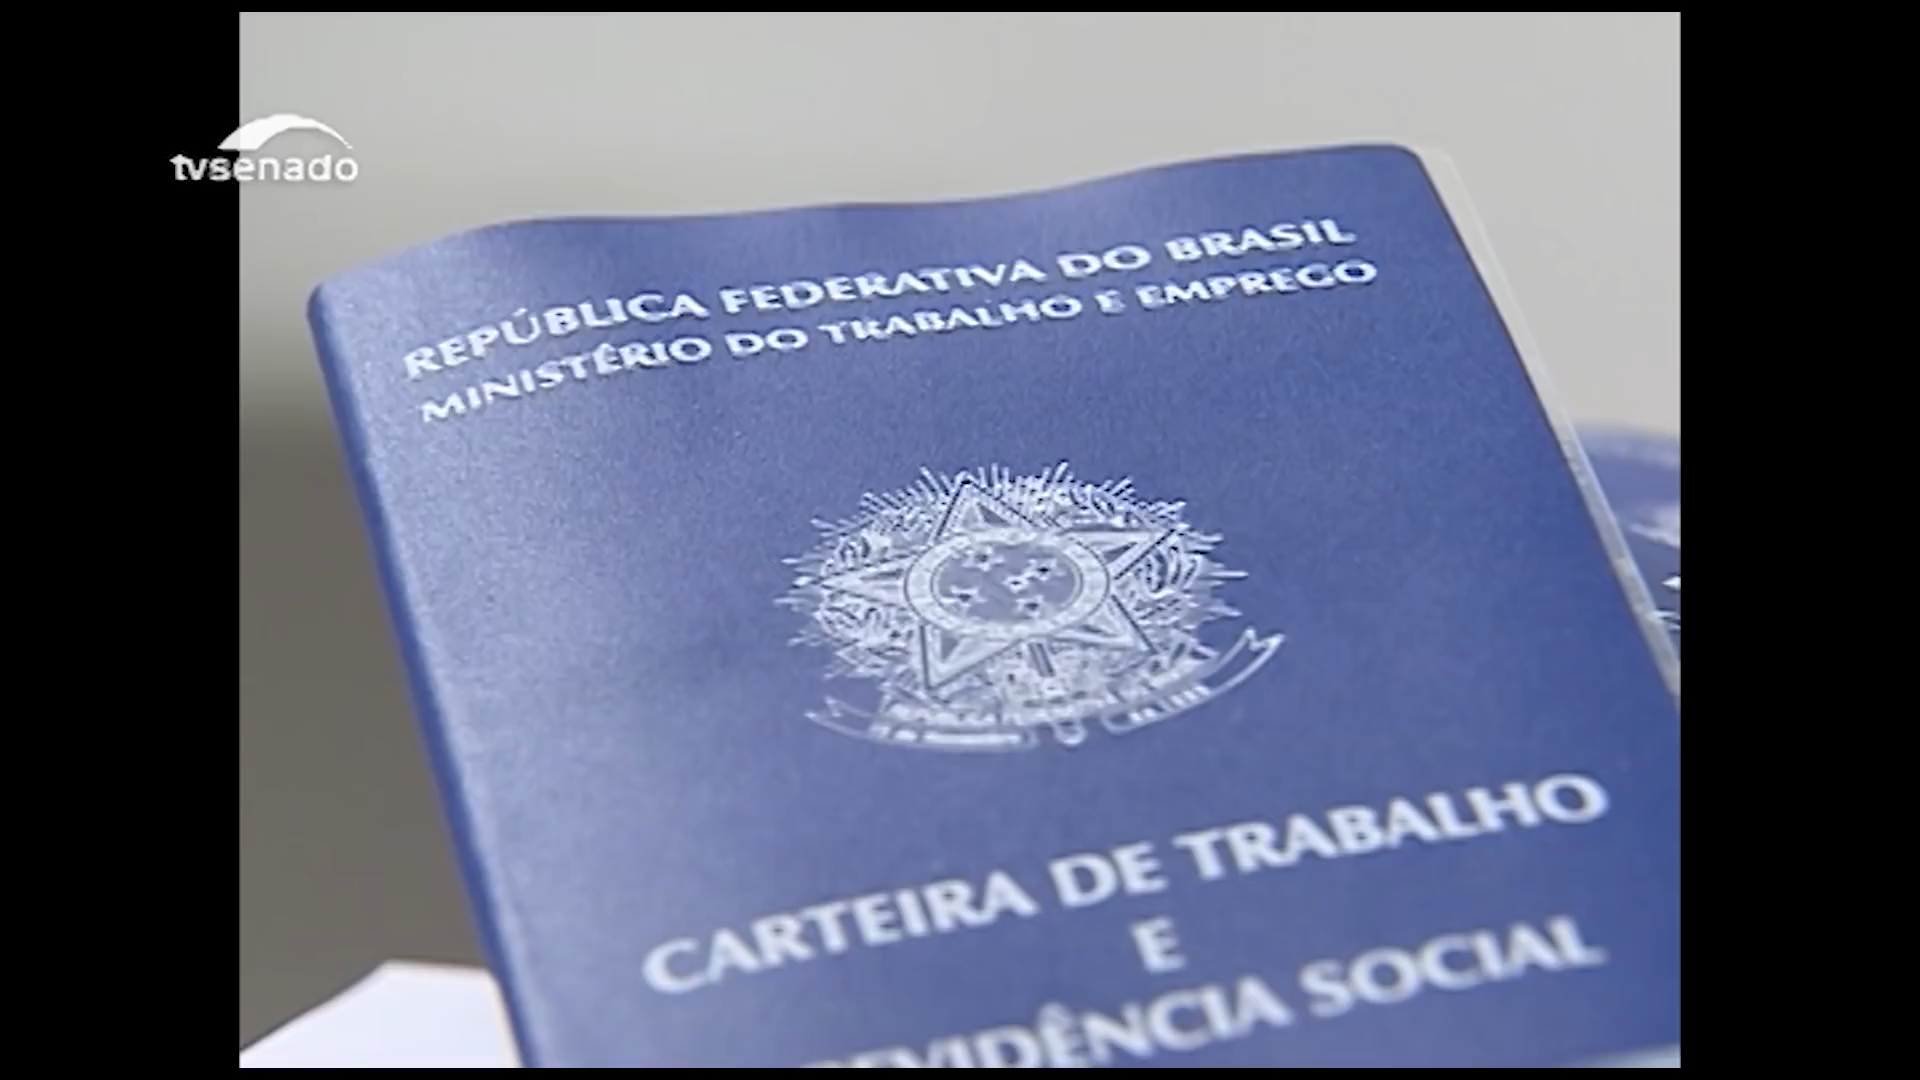 tvsenado
REPÚBLICA FEDERATIVA DO BRASIL
MINISTÉRIO DO TRABALHO E EMPREGO
CARTEIRA DE TRABALHO
E
SOCIAL